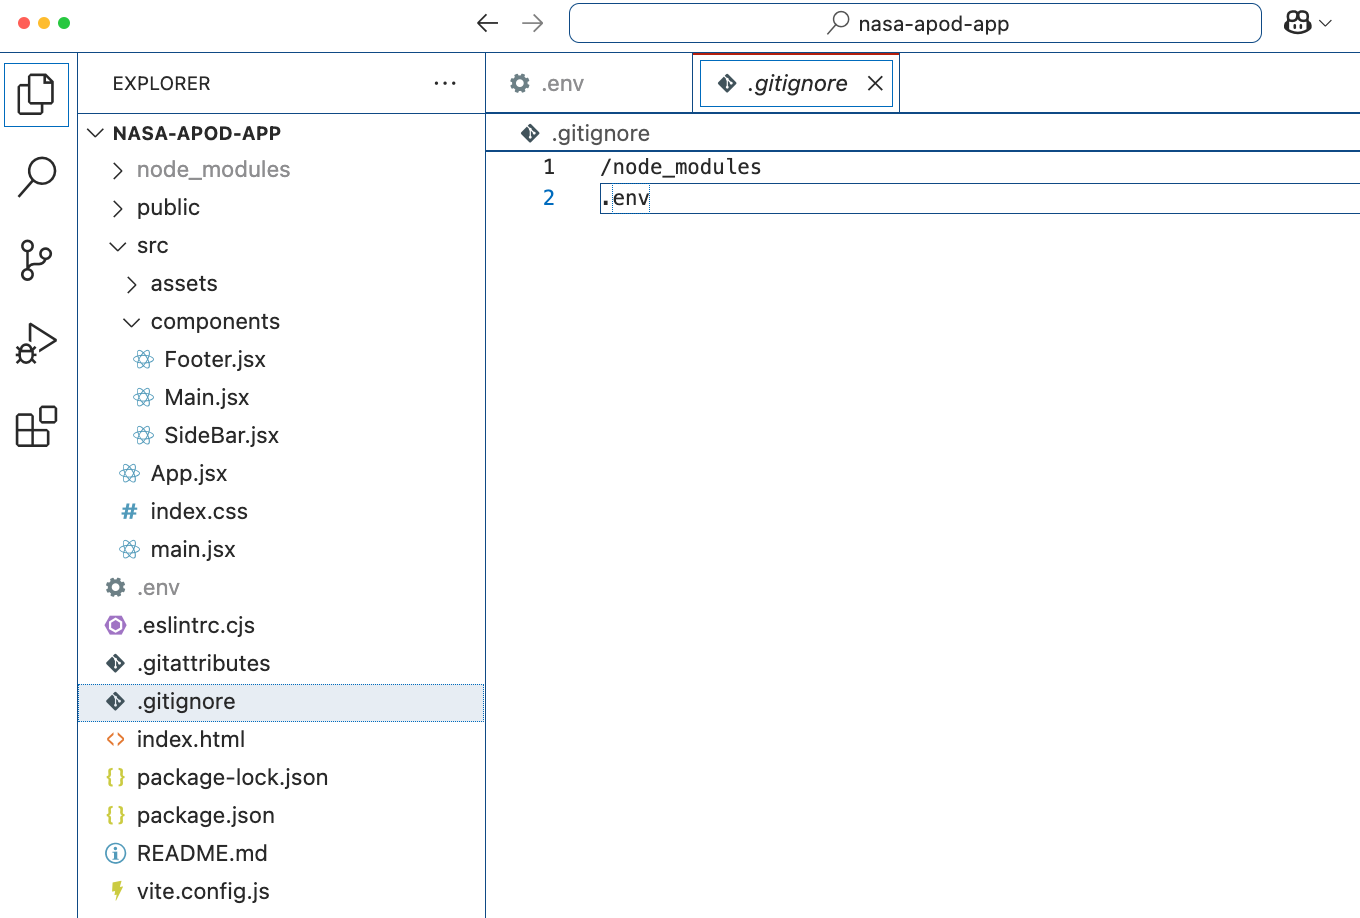 nasa-apod-app
EXPLORER
NASA-APOD-APP
node_modules
public
src
assets
components
Footer.jsx
Main.jsx
SideBar.jsx
App.jsx
index.css
main.jsx
.env
.eslintrc.cjs
.gitattributes
.gitignore
index.html
package-lock.json
package.json
README.md
vite.config.js
.env
.gitignore
.gitignore
1 /node_modules
2 .env